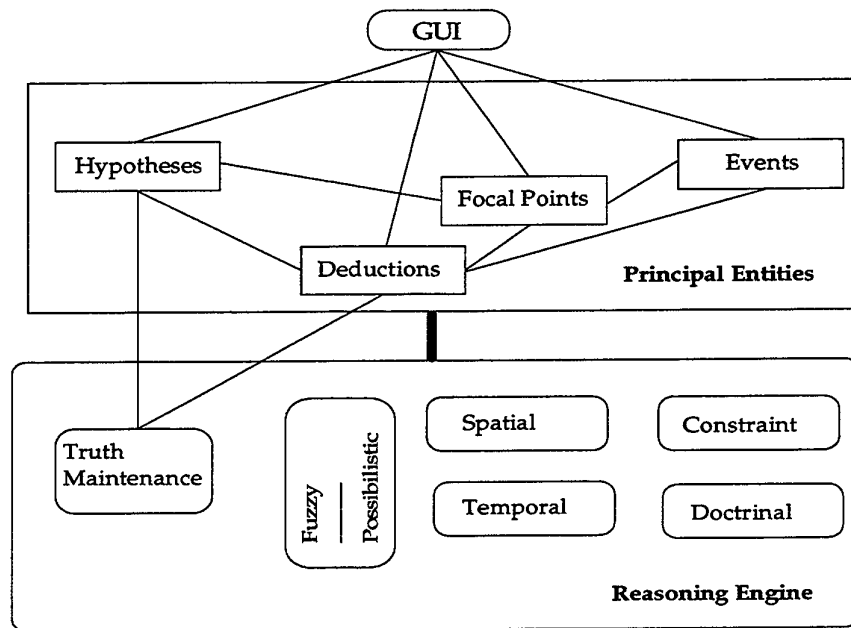 GUI
Hypotheses
Events
Focal Points
Deductions
Principal Entities
Truth
Maintenance
Fuzzy
Possibilistic
Spatial
Constraint
Temporal
Doctrinal
Reasoning Engine